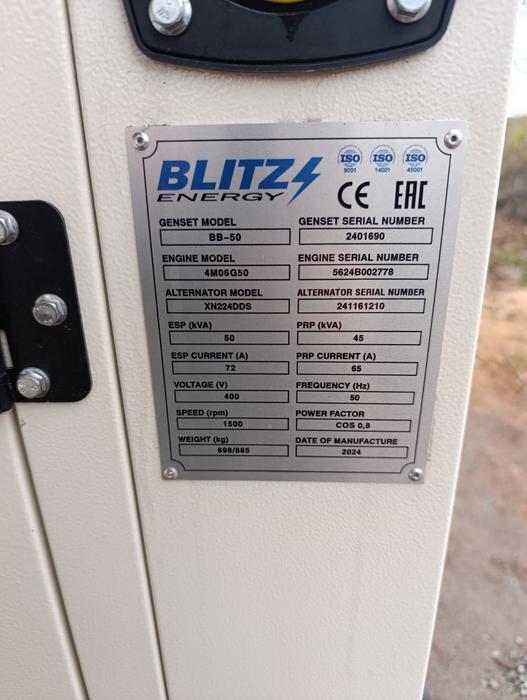 BLITZ ENERGY
ISO 9001 ISO 14001 ISO 45001
CE EAC
GENSET MODEL GENSET SERIAL NUMBER
BB-50 2401690
ENGINE MODEL ENGINE SERIAL NUMBER
4M06G50 5624B002778
ALTERNATOR MODEL ALTERNATOR SERIAL NUMBER
XN224DDS 241161210
ESP (kVA) PRP (kVA)
50 45
ESP CURRENT (A) PRP CURRENT (A)
72 65
VOLTAGE (V) FREQUENCY (Hz)
400 50
SPEED (rpm) POWER FACTOR
1500 COS 0,8
WEIGHT (kg) DATE OF MANUFACTURE
698/885 2024